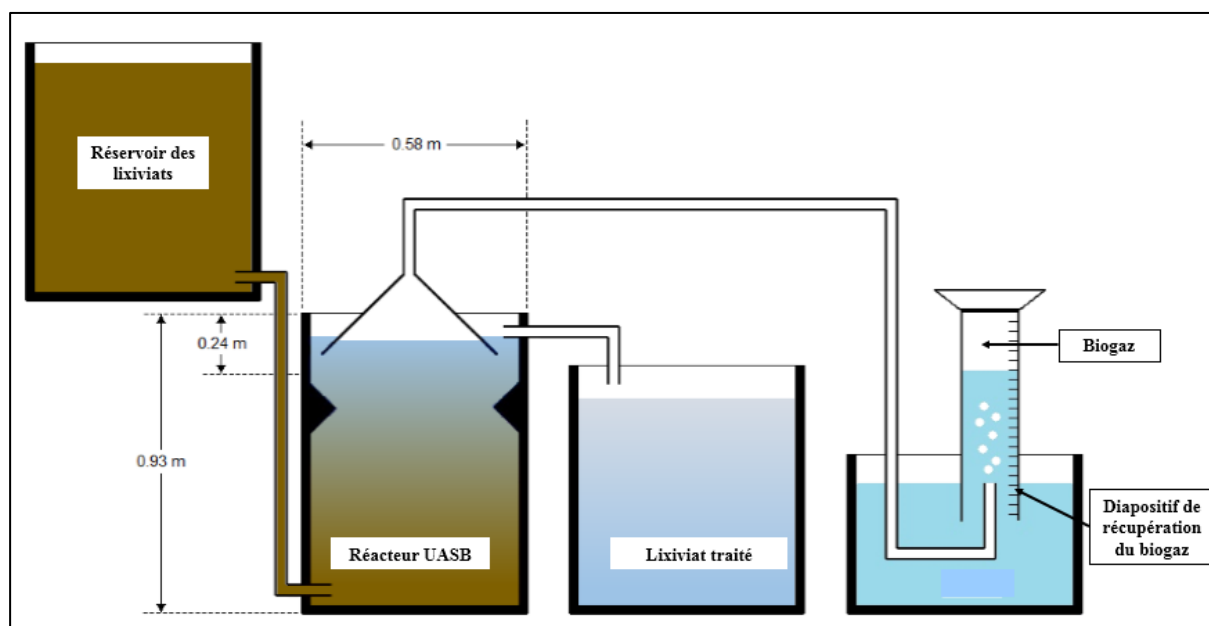 Réservoir des
lixiviats
0.58 m
0.24 m
0.93 m
Réacteur UASB
Lixiviat traité
Biogaz
Diapositif de
récupération
du biogaz